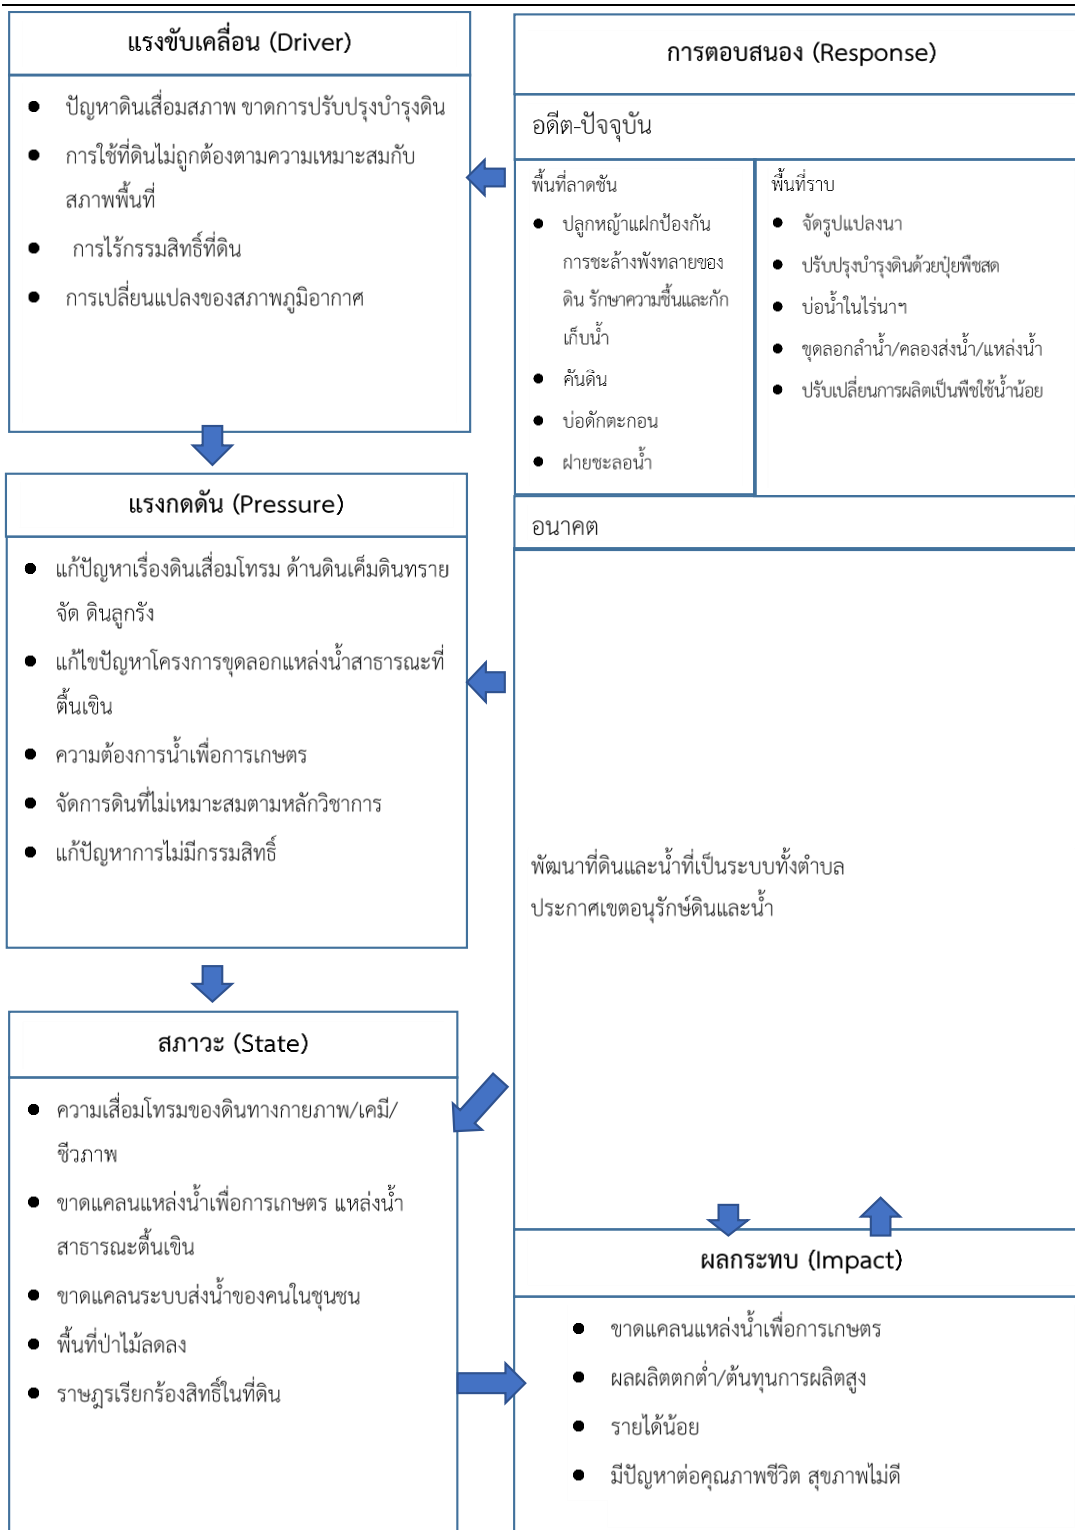 แรงขับเคลื่อน (Driver)
● ปัญหาดินเสื่อมสภาพ ขาดการปรับปรุงบำรุงดิน
● การใช้ที่ดินไม่ถูกต้องตามความเหมาะสมกับ
สภาพพื้นที่
● การไร้กรรมสิทธิ์ที่ดิน
● การเปลี่ยนแปลงของสภาพภูมิอากาศ
แรงกดดัน (Pressure)
● แก้ปัญหาเรื่องดินเสื่อมโทรม ด้านดินเค็มดินทราย
จัด ดินลูกรัง
● แก้ไขปัญหาโครงการขุดลอกแหล่งน้ำสาธารณะที่
ตื้นเขิน
● ความต้องการน้ำเพื่อการเกษตร
● จัดการดินที่ไม่เหมาะสมตามหลักวิชาการ
● แก้ปัญหาการไม่มีกรรมสิทธิ์
สภาวะ (State)
● ความเสื่อมโทรมของดินทางกายภาพ/เคมี/
ชีวภาพ
● ขาดแคลนแหล่งน้ำเพื่อการเกษตร แหล่งน้ำ
สาธารณะตื้นเขิน
● ขาดแคลนระบบส่งน้ำของคนในชุนชน
● พื้นที่ป่าไม้ลดลง
● ราษฎรเรียกร้องสิทธิ์ในที่ดิน
การตอบสนอง (Response)
อดีต-ปัจจุบัน
พื้นที่ลาดชัน
● ปลูกหญ้าแฝกป้องกัน
การชะล้างพังทลายของ
ดิน รักษาความชื้นและกัก
เก็บน้ำ
● คันดิน
● บ่อดักตะกอน
● ฝายชะลอน้ำ
พื้นที่ราบ
● จัดรูปแปลงนา
● ปรับปรุงบำรุงดินด้วยปุ๋ยพืชสด
● บ่อน้ำในไร่นาฯ
● ขุดลอกลำน้ำ/คลองส่งน้ำ/แหล่งน้ำ
● ปรับเปลี่ยนการผลิตเป็นพืชใช้น้ำน้อย
อนาคต
พัฒนาที่ดินและน้ำที่เป็นระบบทั้งตำบล
ประกาศเขตอนุรักษ์ดินและน้ำ
ผลกระทบ (Impact)
● ขาดแคลนแหล่งน้ำเพื่อการเกษตร
● ผลผลิตตกต่ำ/ต้นทุนการผลิตสูง
● รายได้น้อย
● มีปัญหาต่อคุณภาพชีวิต สุขภาพไม่ดี